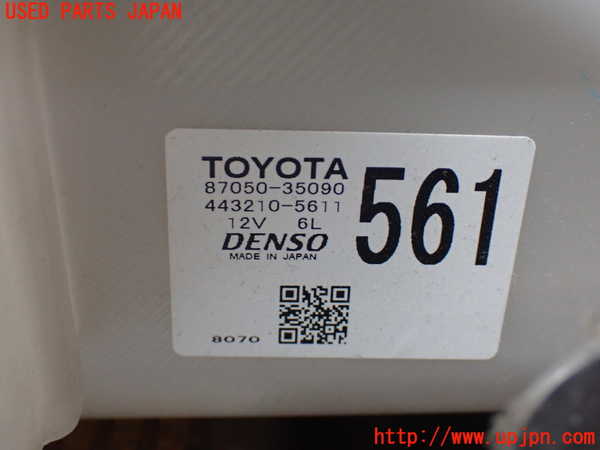 USED PARTS JAPAN
TOYOTA
87050-35090
443210-5611
12V 6L
DENSO
MADE IN JAPAN
561
8070
http://www.upjpn.com/